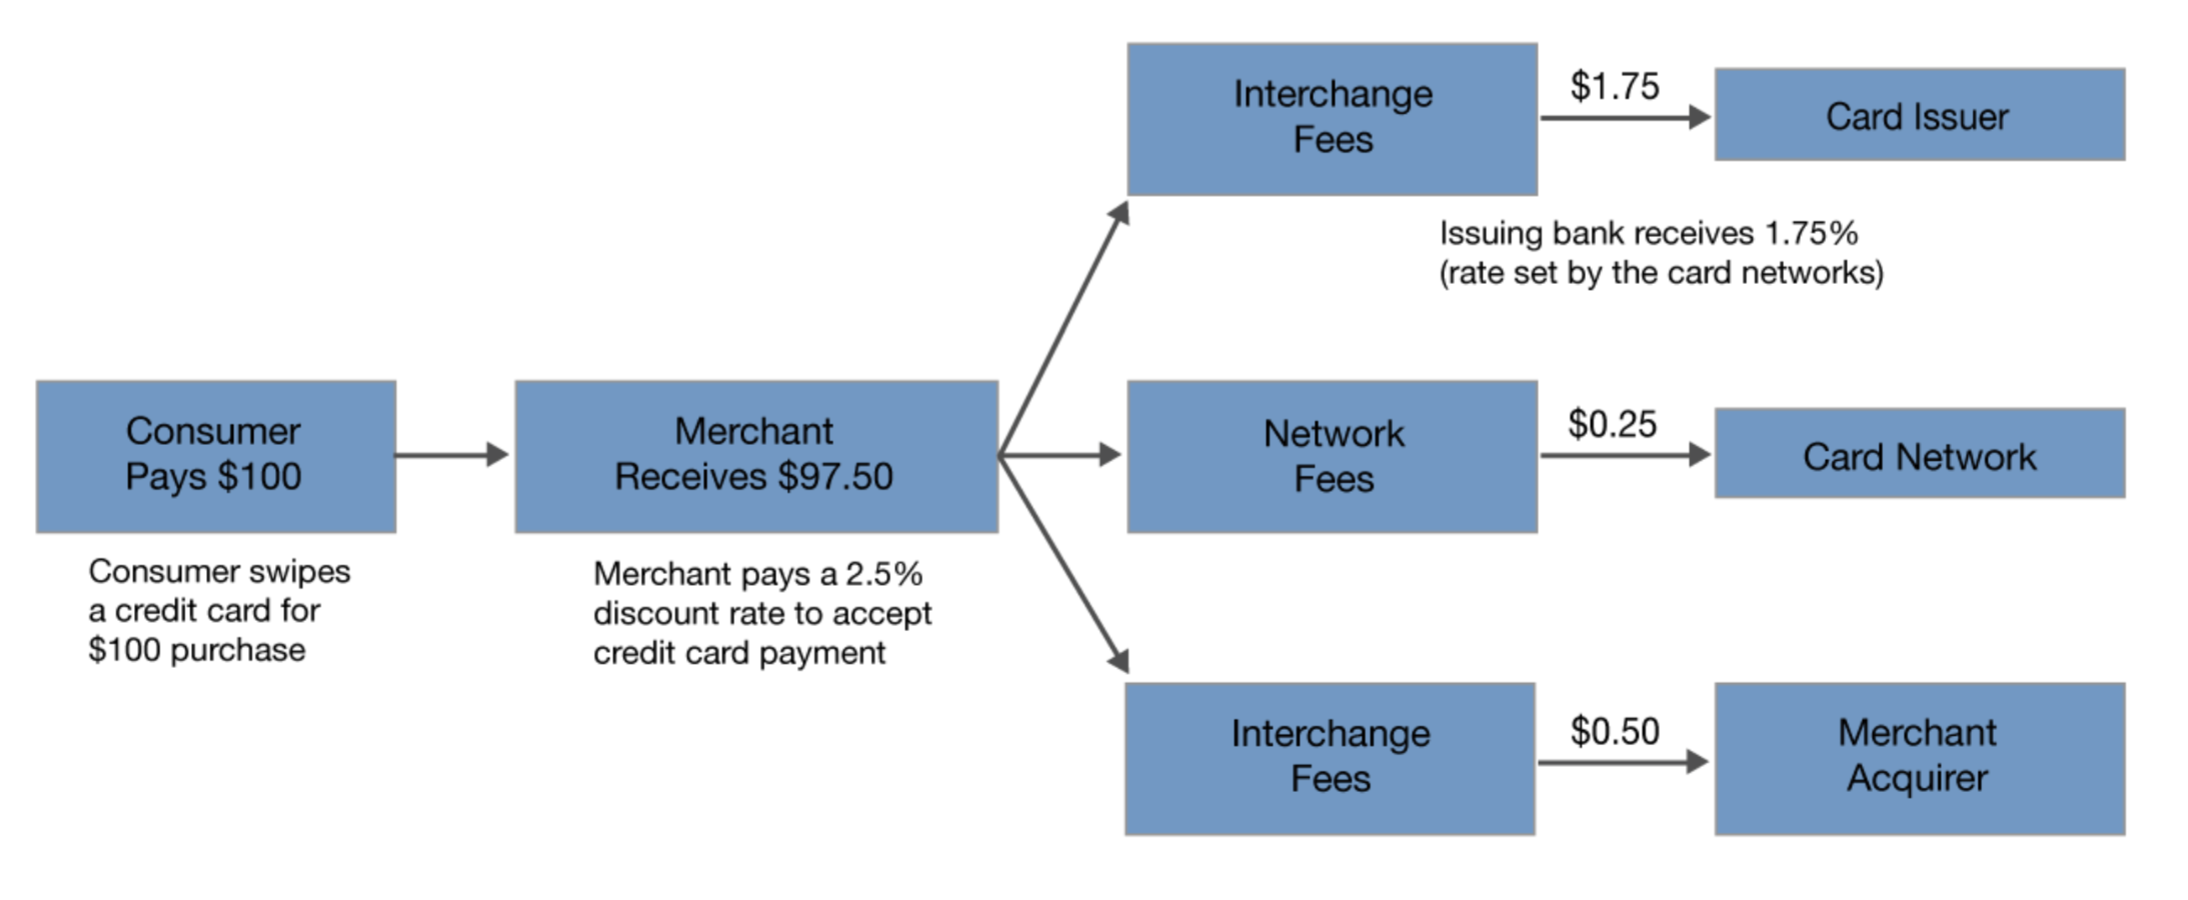 Interchange
Fees
$1.75
Card Issuer
Issuing bank receives 1.75%
(rate set by the card networks)
Consumer
Pays $100
Merchant
Receives $97.50
Network
Fees
$0.25
Card Network
Consumer swipes
a credit card for
$100 purchase
Merchant pays a 2.5%
discount rate to accept
credit card payment
Interchange
Fees
$0.50
Merchant
Acquirer